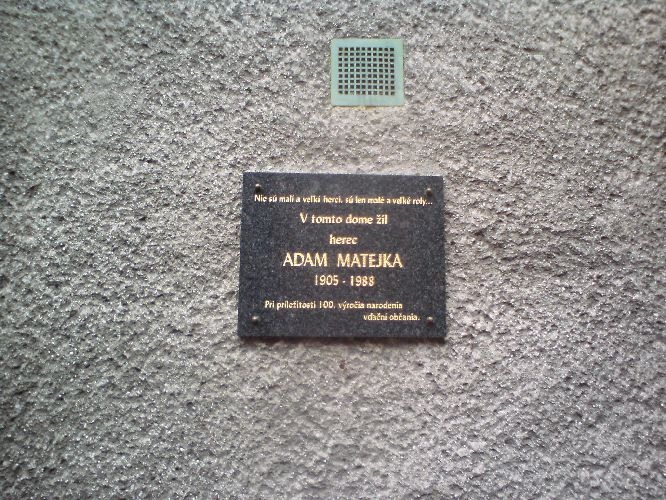 Nie sú malí a veľkí herci, sú len malé a veľké roly...
V tomto dome žil
herec
ADAM MATEJKA
1905 - 1988
Pri príležitosti 100. výročia narodenia
vďační občania.